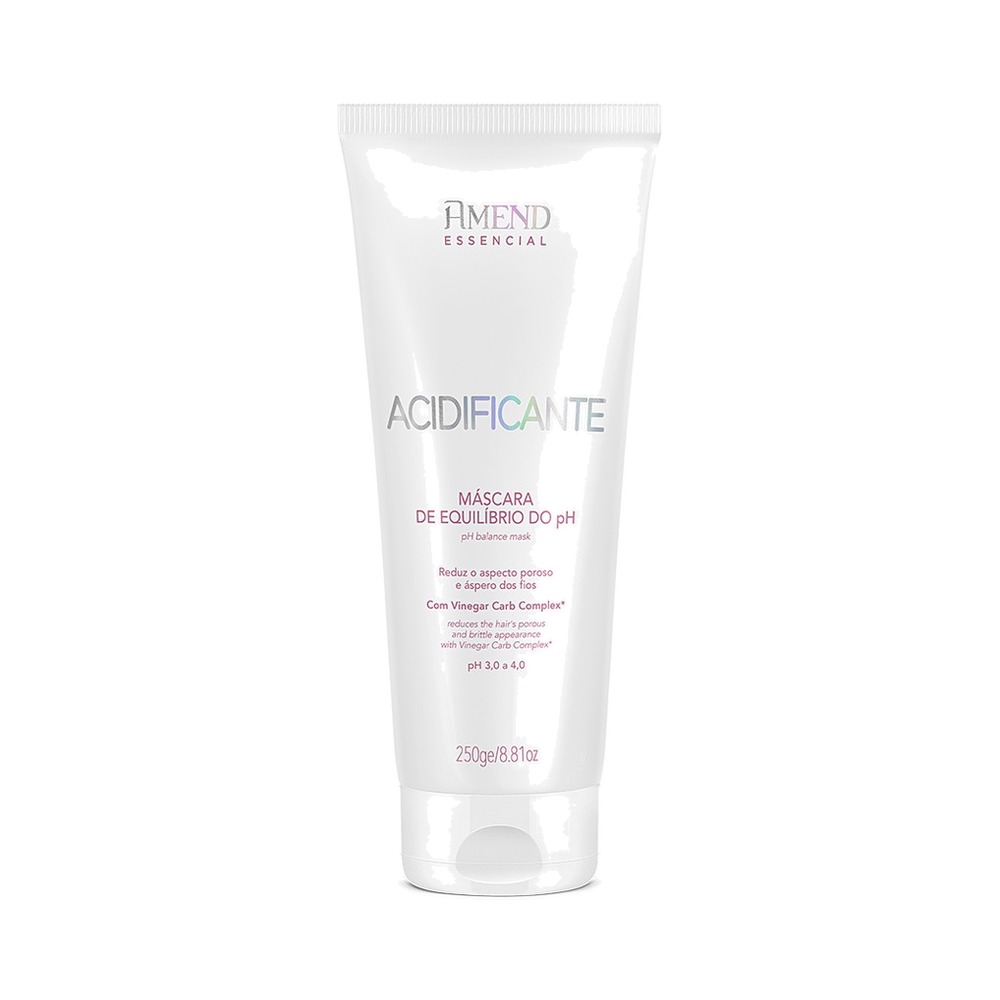 AMEND
ESSENCIAL
ACIDIFICANTE
MÁSCARA
DE EQUILÍBRIO DO pH
pH balance mask
Reduz o aspecto poroso
e áspero dos fios
Com Vinegar Carb Complex*
reduces the hair's porous
and brittle appearance
with Vinegar Carb Complex*
pH 3,0 a 4,0
250ge/8.81oz